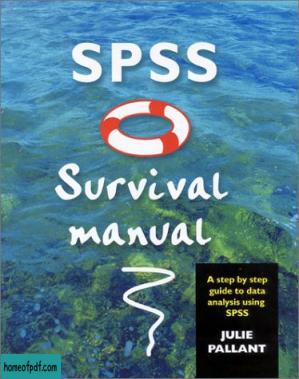 SPSS
Survival
manual
A step by step
guide to data
analysis using
SPSS
JULIE
PALLANT
homeofpdf.com